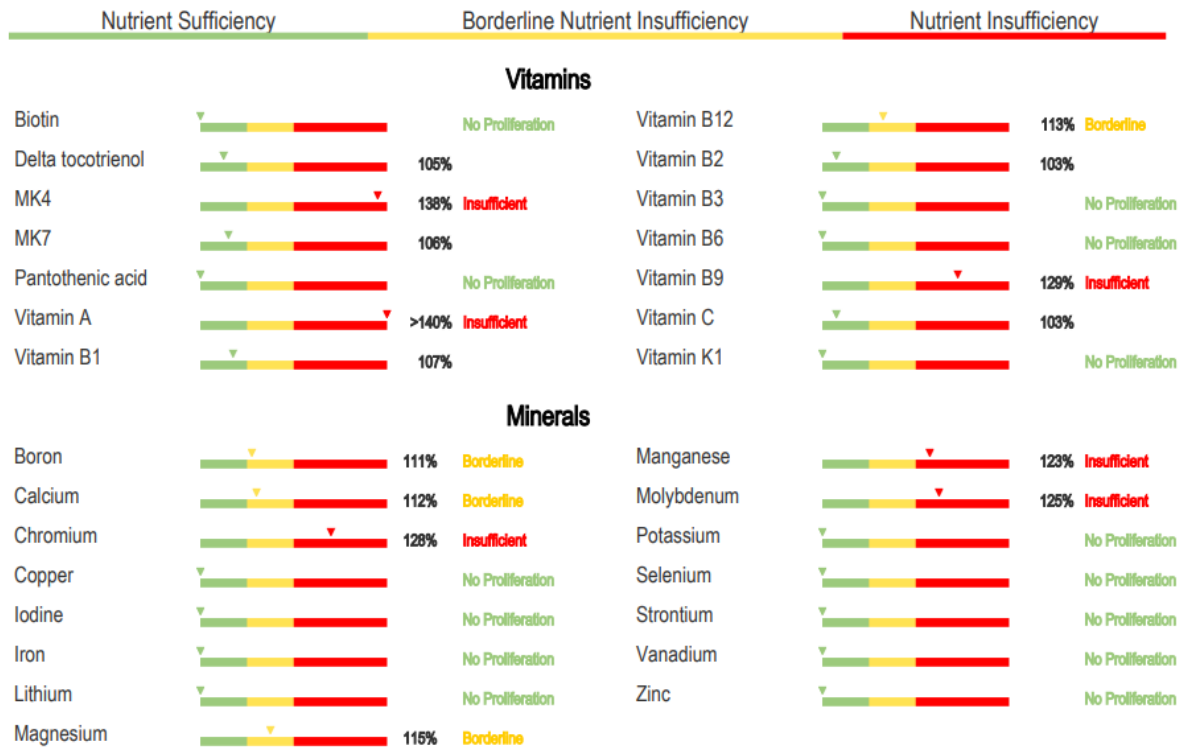 Nutrient Sufficiency Borderline Nutrient Insufficiency Nutrient Insufficiency
Vitamins
Biotin No Proliferation Vitamin B12 113% Borderline
Delta tocotrienol 105% Vitamin B2 103%
MK4 138% Insufficient Vitamin B3 No Proliferation
MK7 106% Vitamin B6 No Proliferation
Pantothenic acid No Proliferation Vitamin B9 129% Insufficient
Vitamin A >140% Insufficient Vitamin C 103%
Vitamin B1 107% Vitamin K1 No Proliferation
Minerals
Boron 111% Borderline Manganese 123% Insufficient
Calcium 112% Borderline Molybdenum 125% Insufficient
Chromium 128% Insufficient Potassium No Proliferation
Copper No Proliferation Selenium No Proliferation
Iodine No Proliferation Strontium No Proliferation
Iron No Proliferation Vanadium No Proliferation
Lithium No Proliferation Zinc No Proliferation
Magnesium 115% Borderline